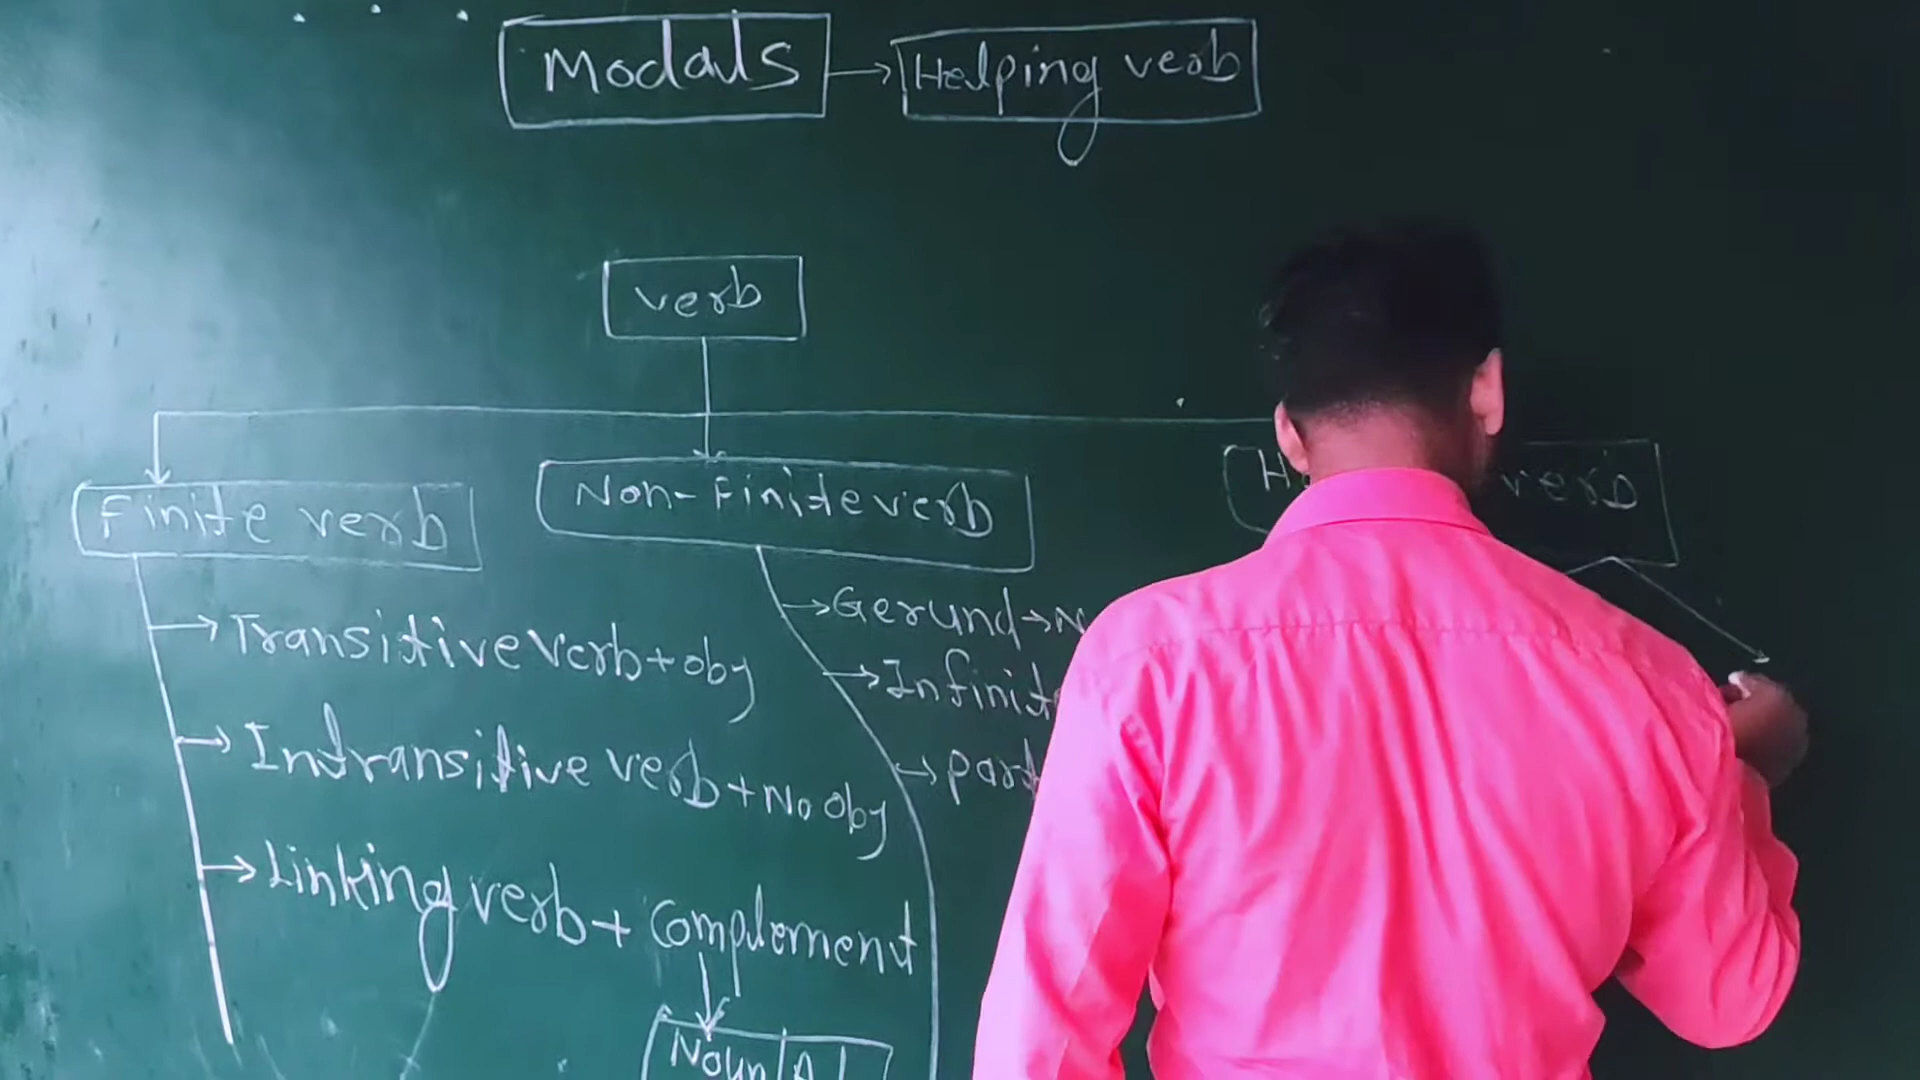 Modals → Helping verb
verb
Finite verb
Non-Finite verb
verb
→ Transitive verb + obj
→ Intransitive verb + No obj
→ Linking verb + Complement
Noun
→ Gerund →